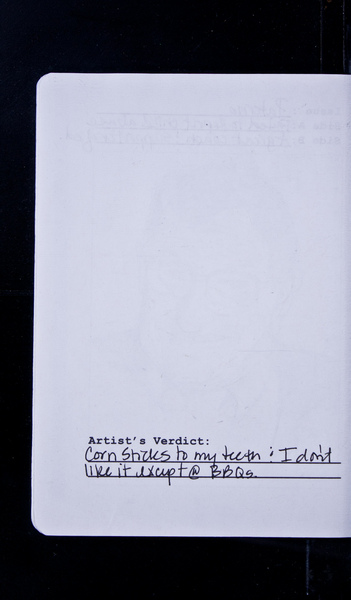 Artist's Verdict:
Corn sticks to my teeth ; I don't
like it except @ BBQs.